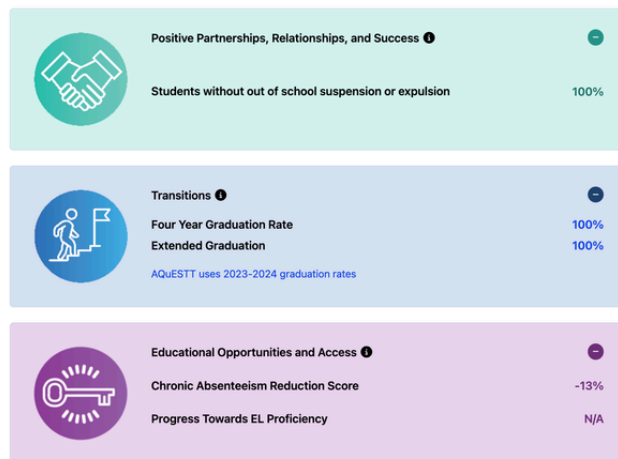 Positive Partnerships, Relationships, and Success
Students without out of school suspension or expulsion 100%
Transitions
Four Year Graduation Rate 100%
Extended Graduation 100%
AQuESTT uses 2023-2024 graduation rates
Educational Opportunities and Access
Chronic Absenteeism Reduction Score -13%
Progress Towards EL Proficiency N/A